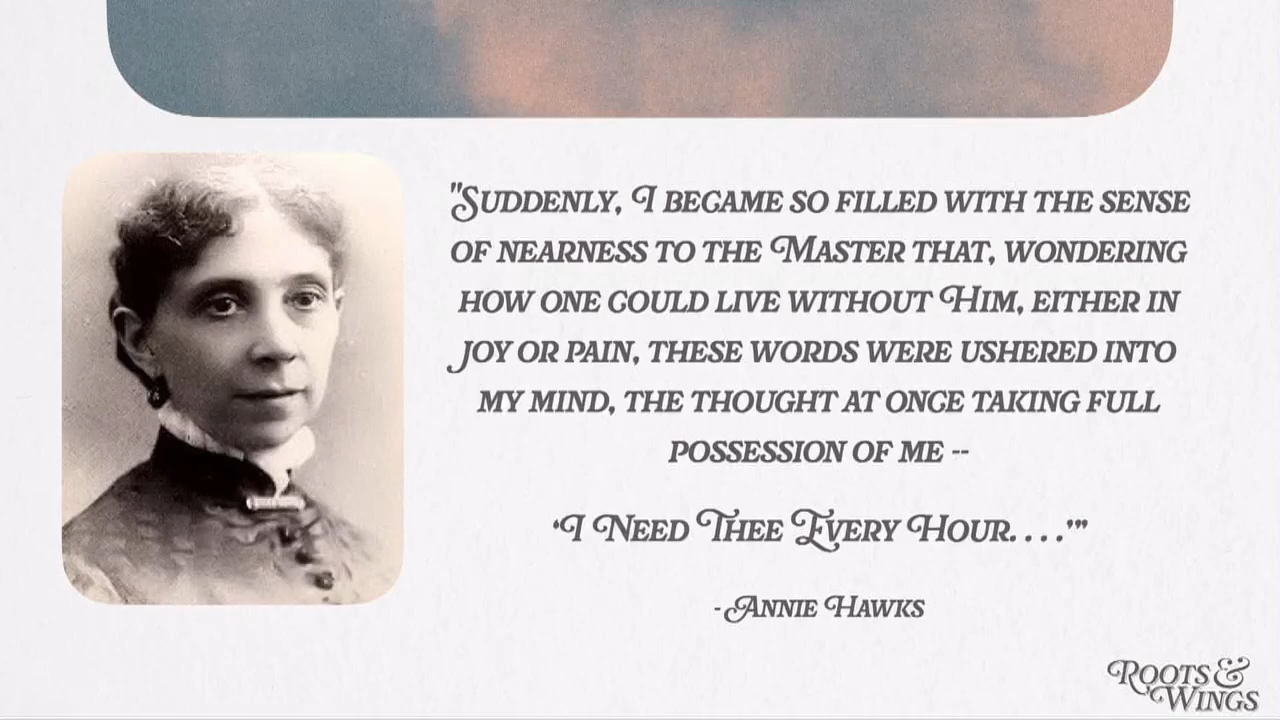 "Suddenly, I became so filled with the sense
of nearness to the Master that, wondering
how one could live without Him, either in
joy or pain, these words were ushered into
my mind, the thought at once taking full
possession of me --
‘I Need Thee Every Hour. . . .’"
- Annie Hawks
Roots &
Wings